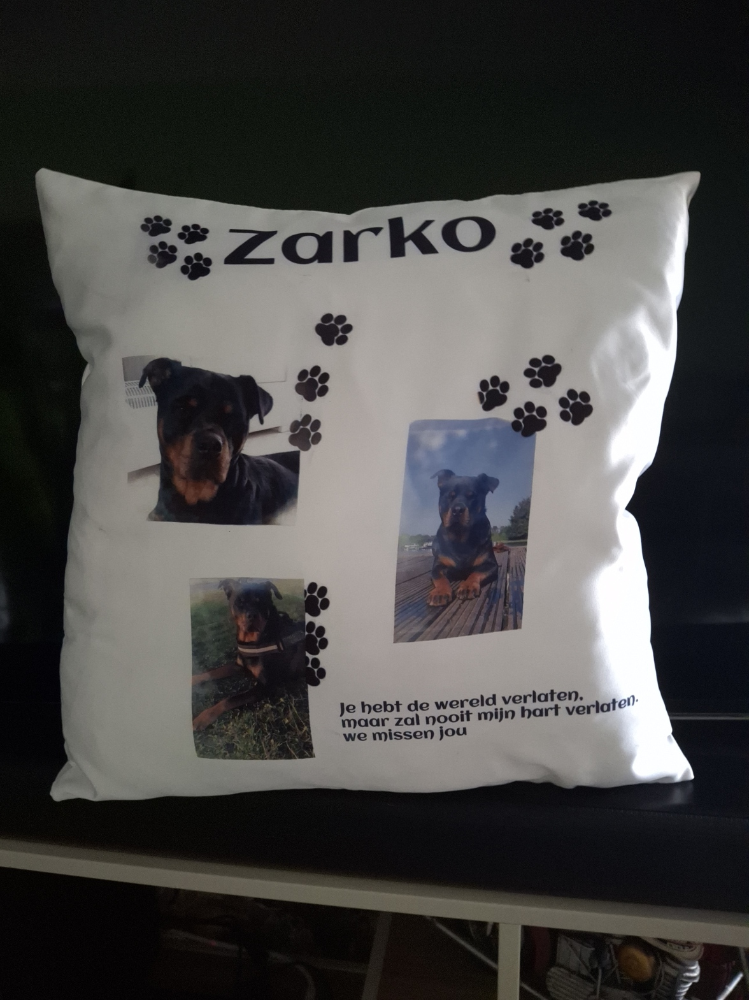 zarko
Je hebt de wereld verlaten,
maar zal nooit mijn hart verlaten.
we missen jou